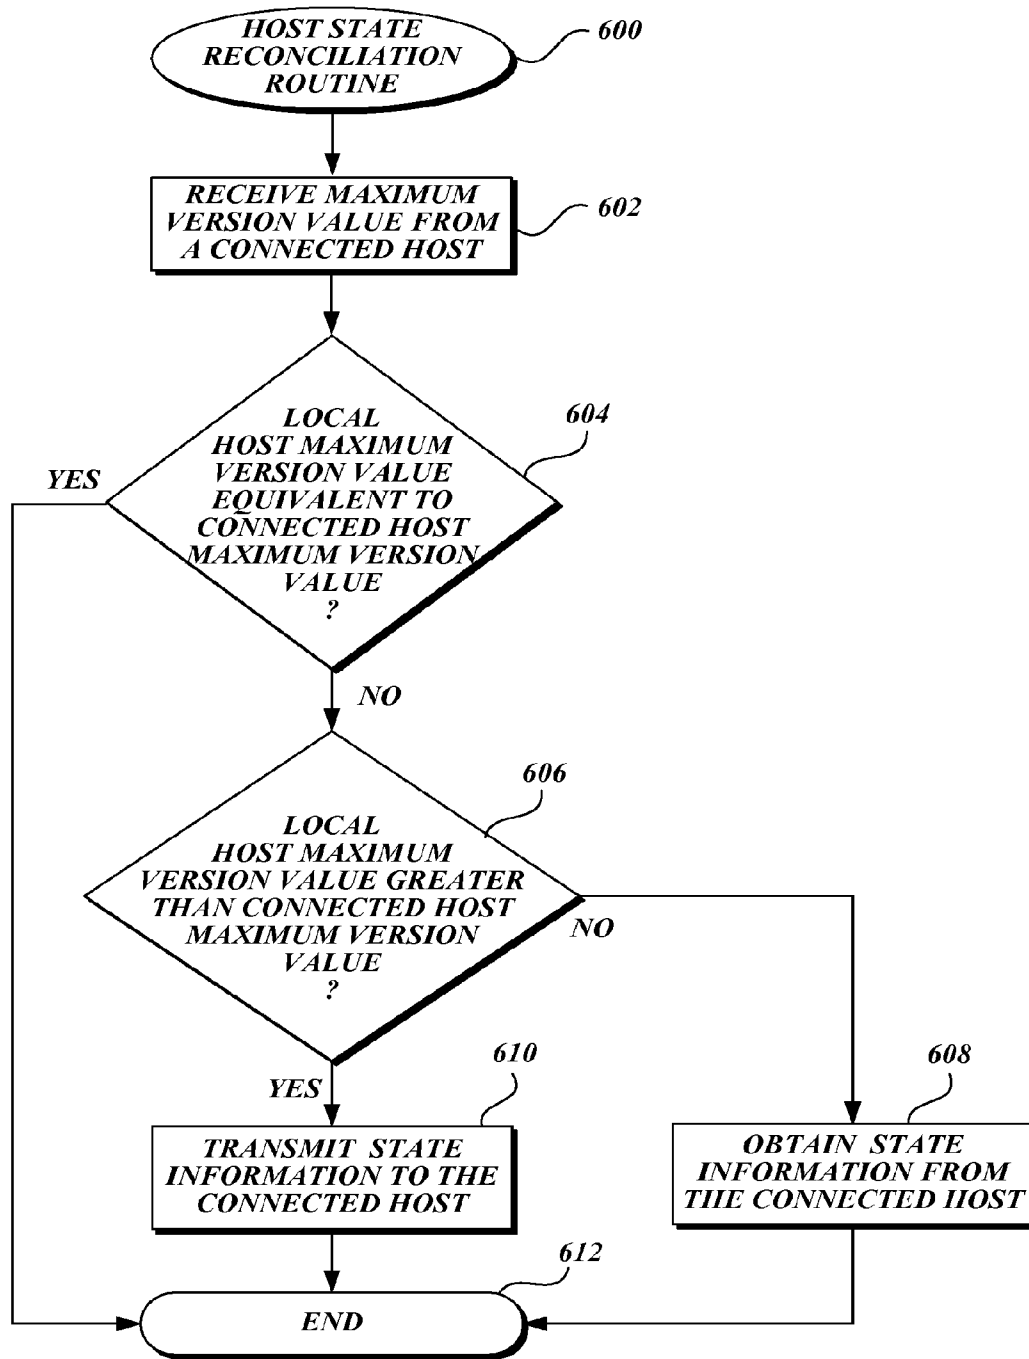 HOST STATE
RECONCILIATION
ROUTINE
600
RECEIVE MAXIMUM
VERSION VALUE FROM
A CONNECTED HOST
602
LOCAL
HOST MAXIMUM
VERSION VALUE
EQUIVALENT TO
CONNECTED HOST
MAXIMUM VERSION
VALUE
?
604
YES
NO
LOCAL
HOST MAXIMUM
VERSION VALUE GREATER
THAN CONNECTED HOST
MAXIMUM VERSION
VALUE
?
606
NO
YES
610
TRANSMIT STATE
INFORMATION TO THE
CONNECTED HOST
608
OBTAIN STATE
INFORMATION FROM
THE CONNECTED HOST
612
END